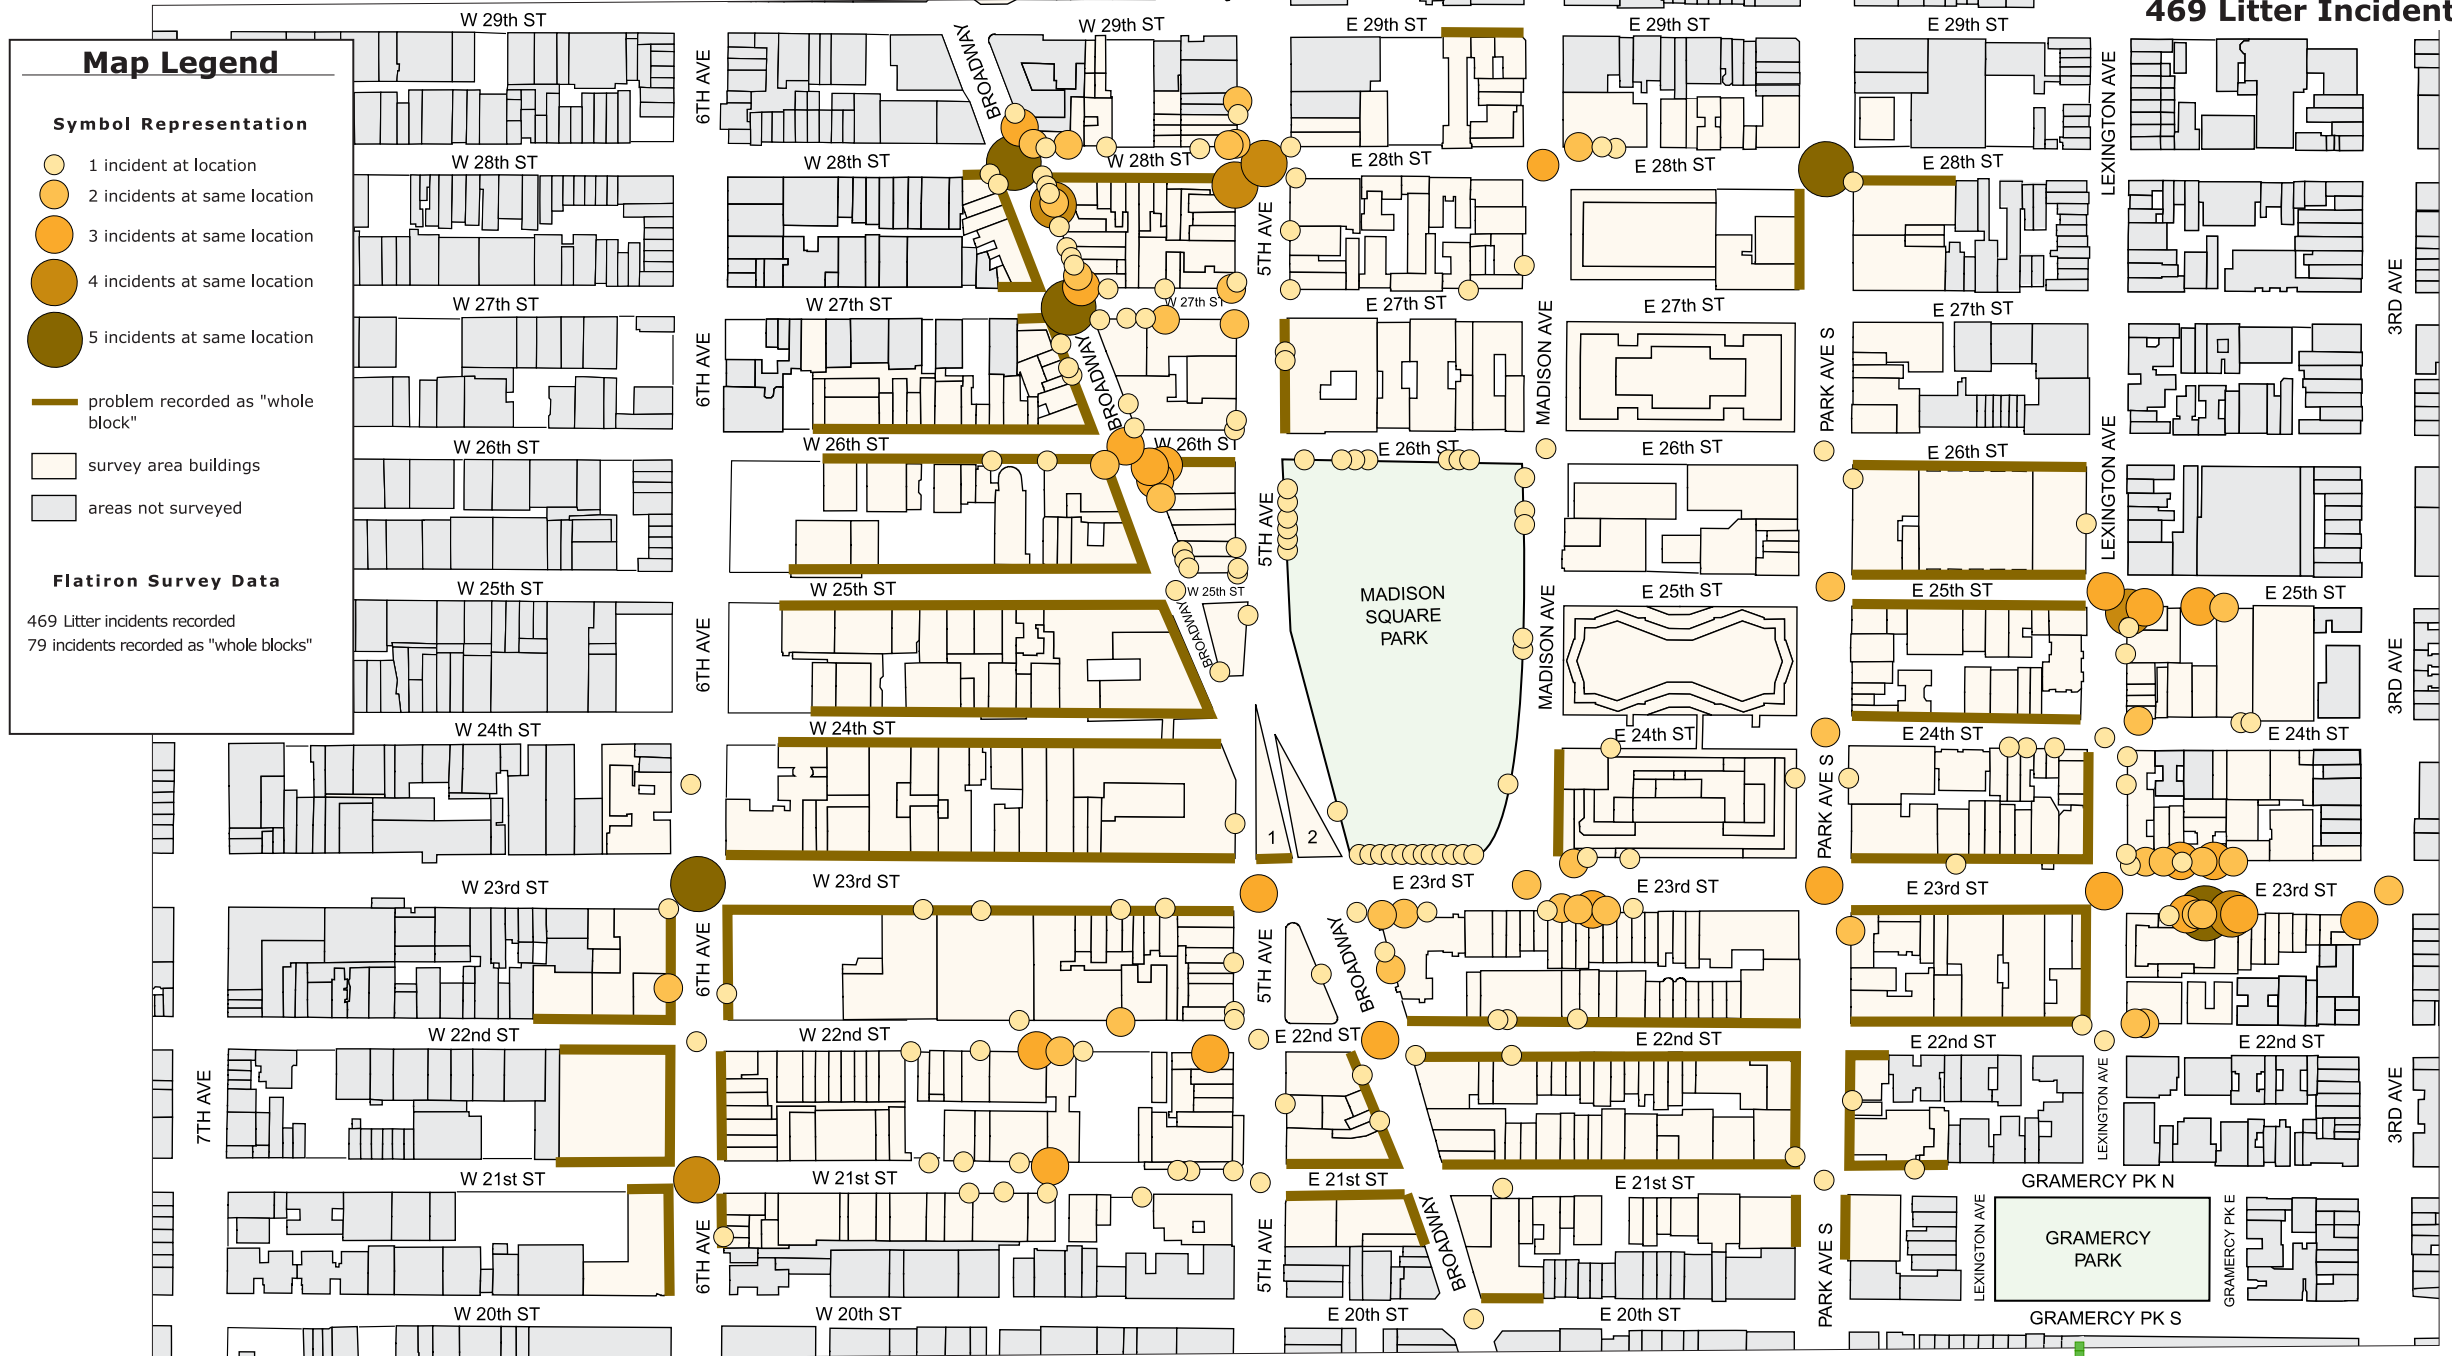 469 Litter Incident
Map Legend
Symbol Representation
1 incident at location
2 incidents at same location
3 incidents at same location
4 incidents at same location
5 incidents at same location
problem recorded as "whole
block"
survey area buildings
areas not surveyed
Flatiron Survey Data
469 Litter incidents recorded
79 incidents recorded as "whole blocks"
W 29th ST
W 29th ST
E 29th ST
E 29th ST
E 29th ST
6TH AVE
BROADWAY
LEXINGTON AVE
W 28th ST
W 28th ST
W 28th ST
E 28th ST
E 28th ST
E 28th ST
5TH AVE
3RD AVE
W 27th ST
W 27th ST
W 27th ST
E 27th ST
E 27th ST
E 27th ST
6TH AVE
BROADWAY
MADISON AVE
PARK AVE S
W 26th ST
W 26th ST
W 26th ST
E 26th ST
E 26th ST
E 26th ST
LEXINGTON AVE
5TH AVE
W 25th ST
W 25th ST
W 25th ST
MADISON
SQUARE
PARK
E 25th ST
E 25th ST
E 25th ST
6TH AVE
BROADWAY
MADISON AVE
3RD AVE
W 24th ST
W 24th ST
E 24th ST
E 24th ST
E 24th ST
PARK AVE S
1
2
W 23rd ST
W 23rd ST
E 23rd ST
E 23rd ST
E 23rd ST
E 23rd ST
6TH AVE
5TH AVE
BROADWAY
W 22nd ST
W 22nd ST
E 22nd ST
E 22nd ST
E 22nd ST
E 22nd ST
7TH AVE
LEXINGTON AVE
3RD AVE
W 21st ST
W 21st ST
E 21st ST
E 21st ST
GRAMERCY PK N
6TH AVE
5TH AVE
BROADWAY
PARK AVE S
LEXINGTON AVE
GRAMERCY
PARK
GRAMERCY PK E
W 20th ST
W 20th ST
E 20th ST
E 20th ST
GRAMERCY PK S